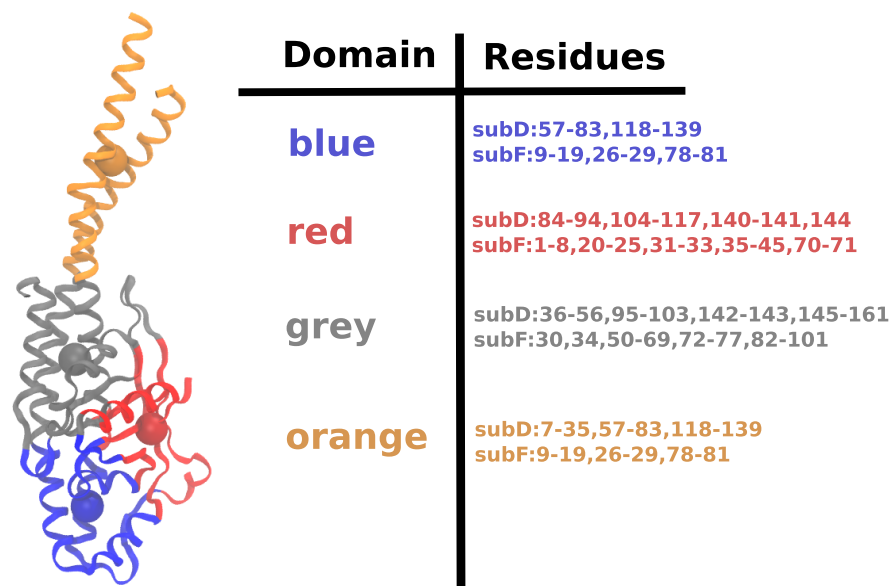 Domain Residues
blue
subD:57-83,118-139
subF:9-19,26-29,78-81
red
subD:84-94,104-117,140-141,144
subF:1-8,20-25,31-33,35-45,70-71
grey
subD:36-56,95-103,142-143,145-161
subF:30,34,50-69,72-77,82-101
orange
subD:7-35,57-83,118-139
subF:9-19,26-29,78-81